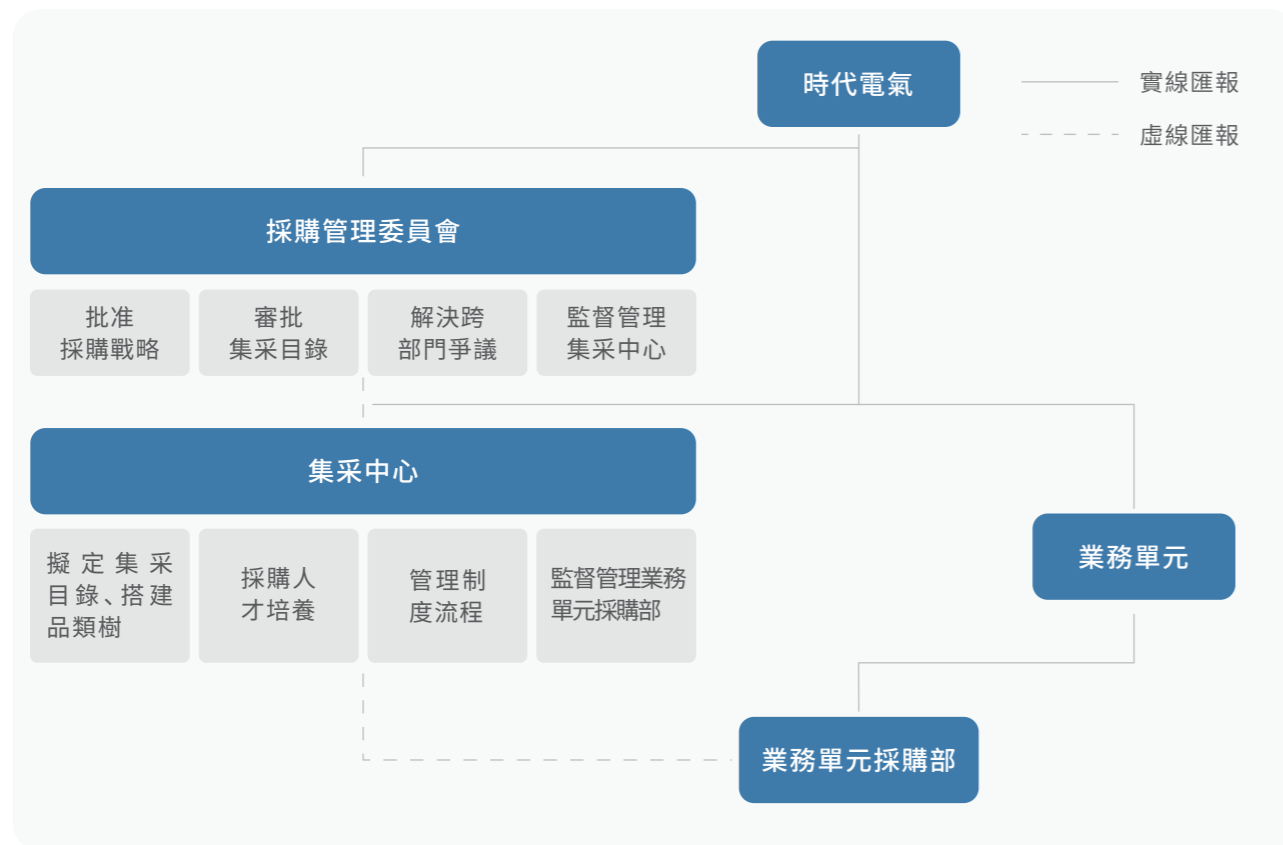 時代電氣
實線匯報
虛線匯報
採購管理委員會
批准
採購戰略
審批
集采目錄
解決跨
部門爭議
監督管理
集采中心
集采中心
擬定集采
目錄、搭建
品類樹
採購人
才培養
管理制
度流程
監督管理業務
單元採購部
業務單元
業務單元採購部